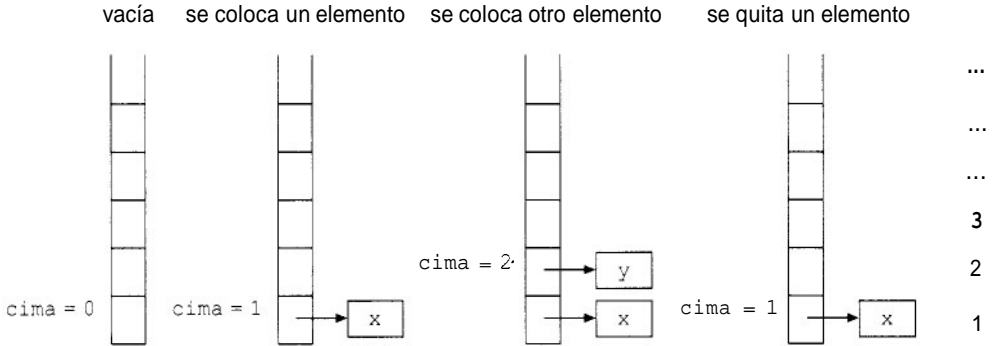 vacía
se coloca un elemento
se coloca otro elemento
se quita un elemento
...
...
...
3
cima = 2
y
2
cima = 0
cima = 1
x
x
cima = 1
x
1